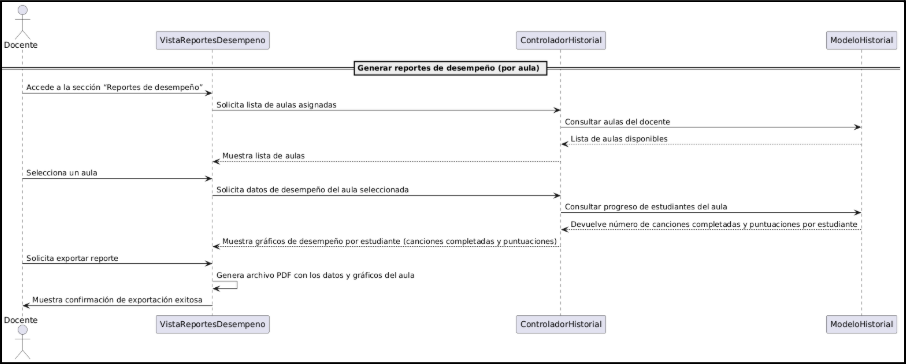 Docente
VistaReportesDesempeno
ControladorHistorial
ModeloHistorial
Generar reportes de desempeño (por aula)
Accede a la sección "Reportes de desempeño"
Solicita lista de aulas asignadas
Consultar aulas del docente
Lista de aulas disponibles
Muestra lista de aulas
Selecciona un aula
Solicita datos de desempeño del aula seleccionada
Consultar progreso de estudiantes del aula
Devuelve número de canciones completadas y puntuaciones por estudiante
Muestra gráficos de desempeño por estudiante (canciones completadas y puntuaciones)
Solicita exportar reporte
Genera archivo PDF con los datos y gráficos del aula
Muestra confirmación de exportación exitosa
Docente
VistaReportesDesempeno
ControladorHistorial
ModeloHistorial